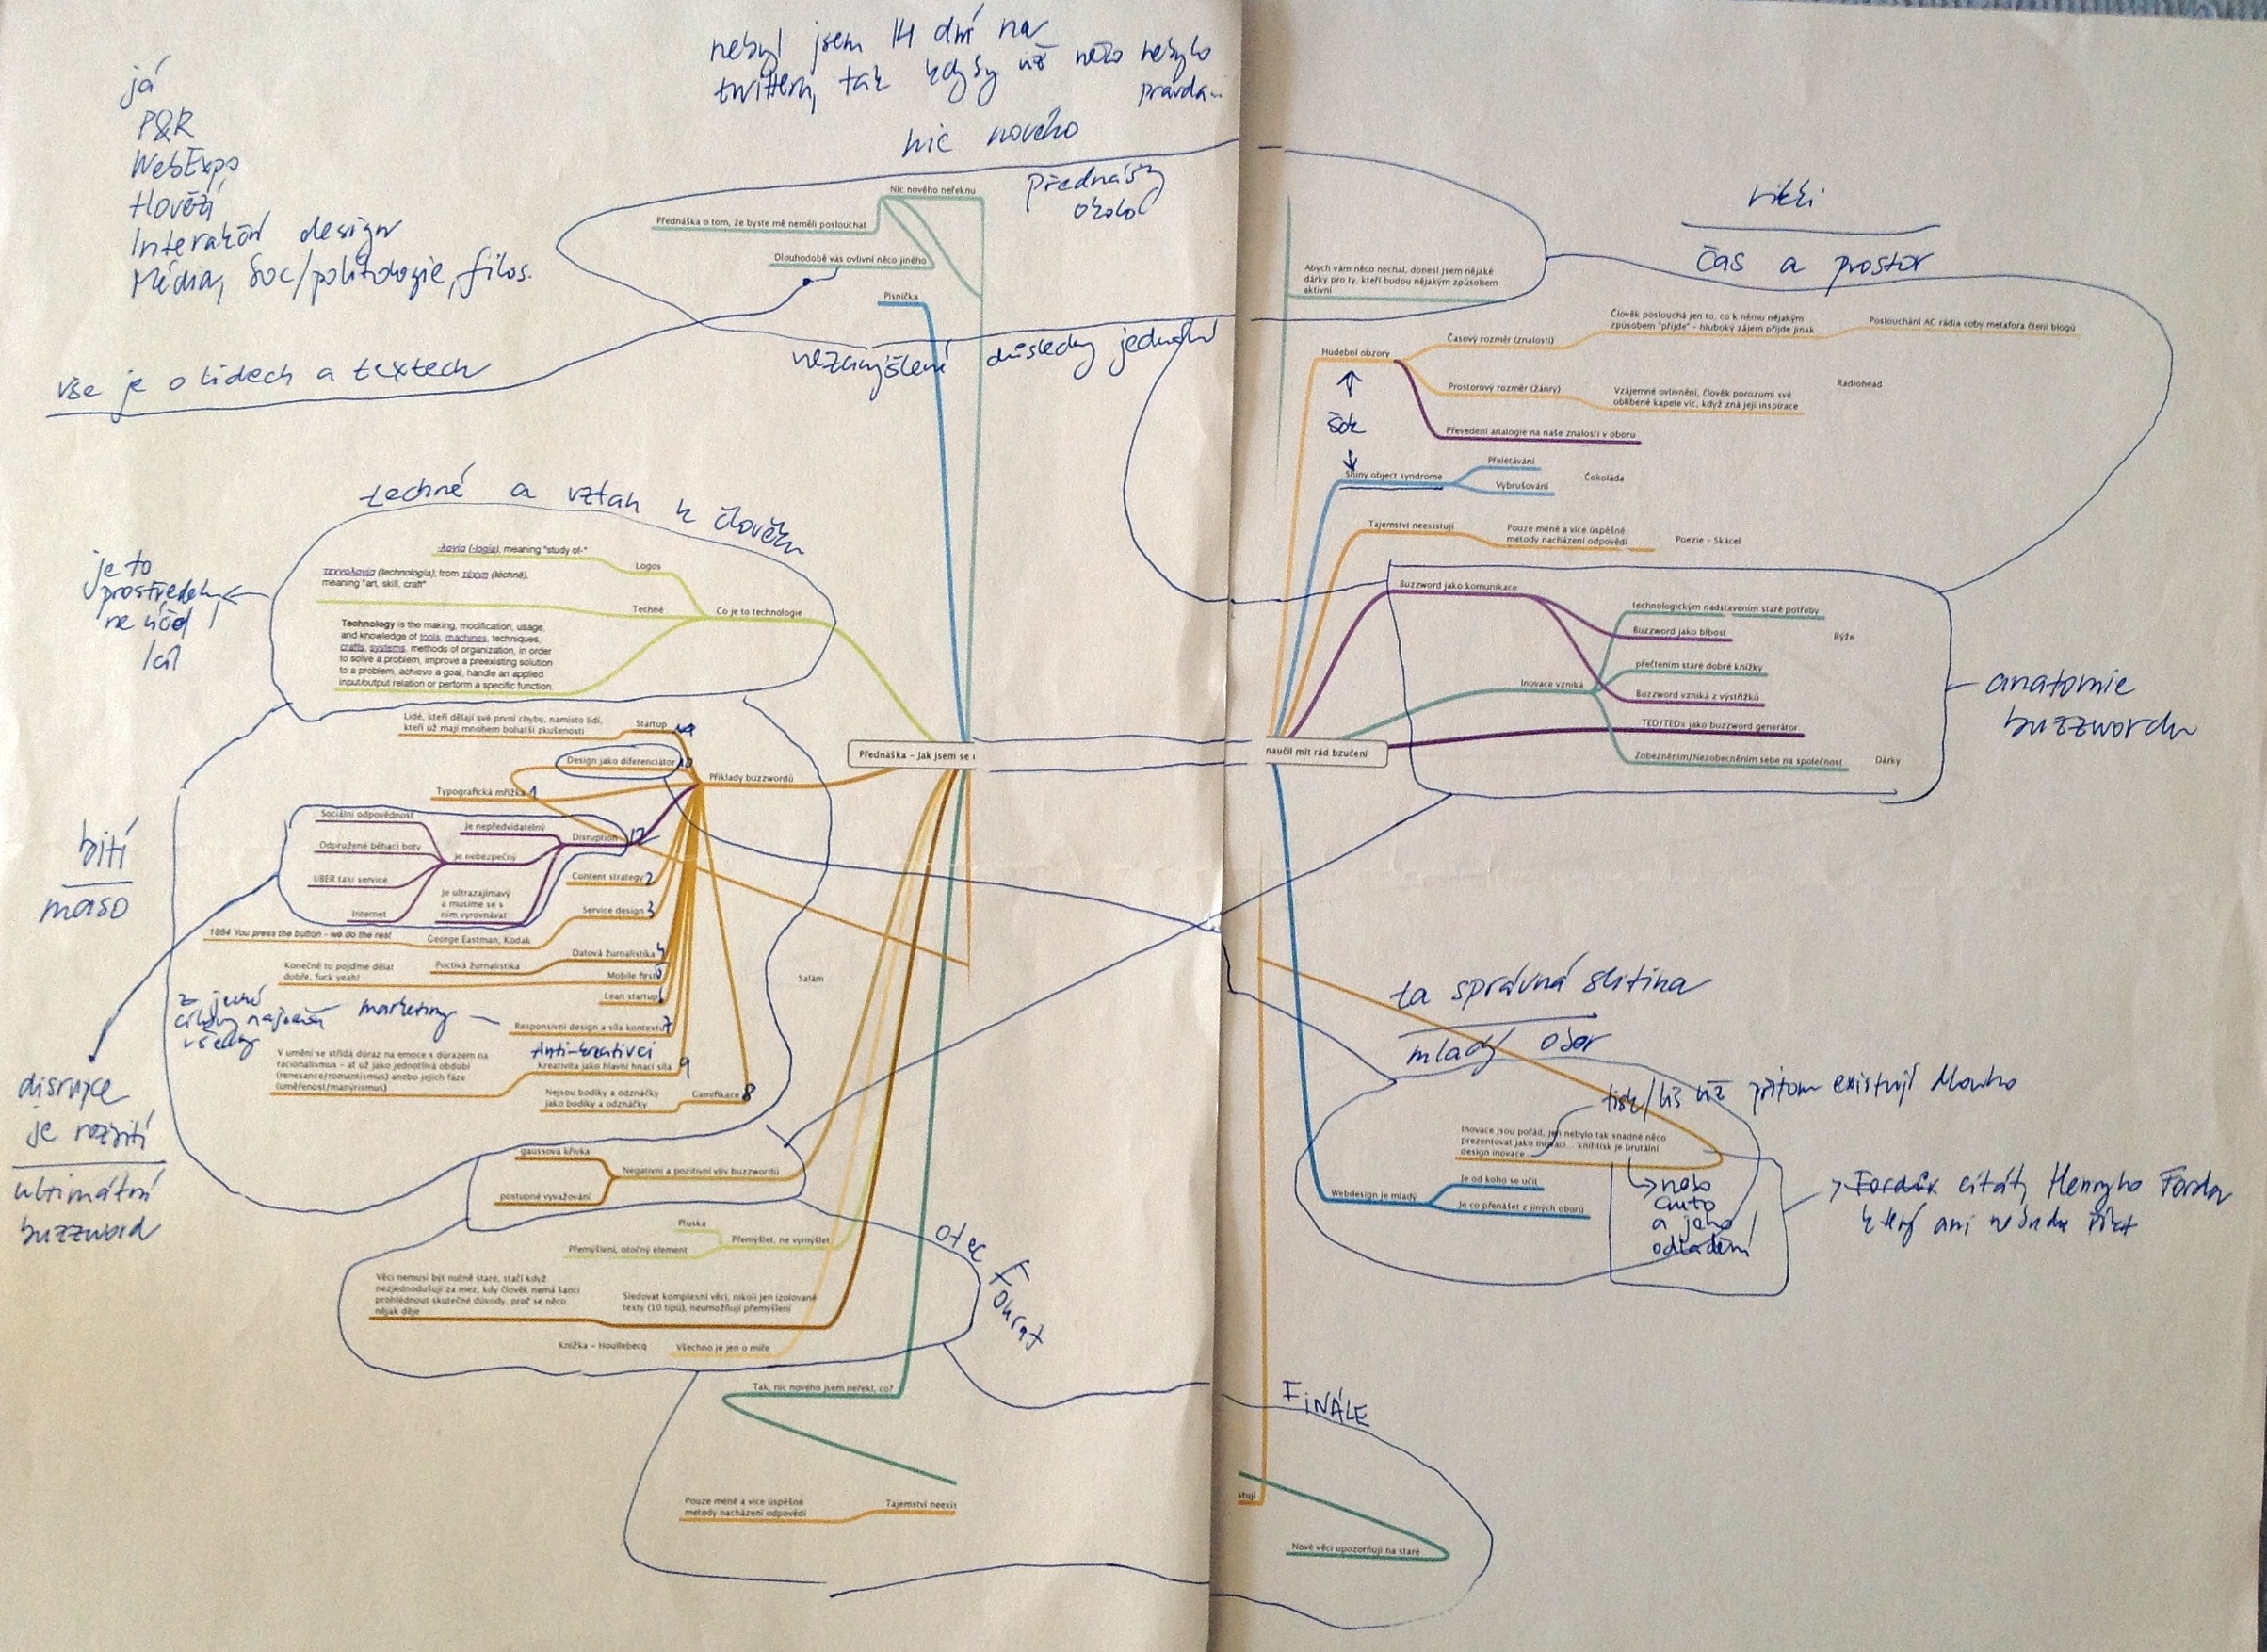 nebyl jsem 14 dní na
twitteru, tak kdyby už něco nebylo
pravda..
nic nového
já
P&R
WebExpo
Hovězí
Interakční design
Média, Soc/politologie, filos.
vše je o lidech a textech
Přednášky
okolo
Nic nového neřeknu
Přednáška o tom, že byste mě neměli poslouchat
Dlouhodobě vás ovlivní něco jiného
Písnička
nezamýšlení důsledky jednání
techné a vztah k člověku
je to
prostředek
ne účel
/cíl
-λογία (-logia), meaning "study of-"
Logos
τεχνολογία (technologia), from τέχνη (téchnē),
meaning "art, skill, craft"
Techné
Co je to technologie
Technology is the making, modification, usage,
and knowledge of tools, machines, techniques,
crafts, systems, methods of organization, in order
to solve a problem, improve a preexisting solution
to a problem, achieve a goal, handle an applied
input/output relation or perform a specific function.
Přednáška – Jak jsem se
Lidé, kteří dělají své první chyby, namísto lidí,
kteří už mají mnohem bohatší zkušenosti
Startup
Design jako diferenciátor 10
Příklady buzzwordů
Typografická mřížka 1
Sociální odpovědnost
Je nepředvídatelný
Disruption 12
Odpružené běhací boty
je nebezpečný
UBER taxi service
Je ultrazajímavý
a musíme se s
ním vyrovnávat
Internet
Content strategy 2
Service design 3
1884 You press the button - we do the rest
George Eastman, Kodak
Datová žurnalistika 4
Poctivá žurnalistika
Konečně to pojďme dělat
dobře, fuck yeah!
Mobile first 5
Lean startup 6
marketing
Responsivní design a síla kontextu 7
V umění se střídá důraz na emoce s důrazem na
racionalismus – ať už jako jednotlivá období
(renesance/romantismus) anebo jejich fáze
(uměřenost/manýrismus)
Anti-kreativci
Kreativita jako hlavní hnací síla 9
Nejsou bodíky a odznáčky
jako bodíky a odznáčky
Gamifikace 8
Salám
bití
maso
disrupce
je rozbití
ultimátní
buzzword
gaussova křivka
Negativní a pozitivní vliv buzzwordů
postupné vyvažování
Pluska
Přemýšlet, ne vymýšlet
Přemýšlení, otočný element
Věci nemusí být nutně staré, stačí když
nezjednodušují za mez, kdy člověk nemá šanci
prohlédnout skutečné důvody, proč se něco
nějak děje
Sledovat komplexní věci, nikoli jen izolované
texty (10 tipů), neumožňují přemýšlení
Knížka – Houllebecq
Všechno je jen o míře
otec Fourat
Tak, nic nového jsem neřekl, co?
Pouze méně a více úspěšné
metody nacházení odpovědí
Tajemství neexis
čas a prostor
Abych vám něco nechal, donesl jsem nějaké
dárky pro ty, kteří budou nějakým způsobem
aktivní
Hudební obzory
Časový rozměr (znalosti)
Člověk poslouchá jen to, co k němu nějakým
způsobem "přijde" – hluboký zájem přijde jinak
Poslouchání AC rádia coby metafora čtení blogů
Prostorový rozměr (žánry)
Vzájemné ovlivnění, člověk porozumí své
oblíbené kapele víc, když zná její inspirace
Radiohead
Převedení analogie na naše znalosti v oboru
šok
Shiny object syndrome
Přelétávání
Vybrušování
Čokoláda
Tajemství neexistují
Pouze méně a více úspěšné
metody nacházení odpovědí
Poezie – Skácel
Buzzword jako komunikace
technologickým nadstavením staré potřeby
Buzzword jako blbost
Rýže
přečtením staré dobré knížky
Inovace vzniká
Buzzword vzniká z výstřižků
TED/TEDx jako buzzword generátor
Zobecněním/Nezobecněním sebe na společnost
Dárky
naučil mít rád bzučení
anatomie
buzzwordu
ta správná slitina
mladý obor
tisk/líš už přitom existují dlouho
Inovace jsou pořád, jen nebylo tak snadné něco
prezentovat jako inovaci... knihtisk je brutální
design inovace
Webdesign je mladý
Je od koho se učit
Je co přenášet z jiných oborů
nebo
auto
a jeho
odladění
citát Henryho Forda
který ani nebudu říkat
FINÁLE
stují
Nové věci upozorňují na staré